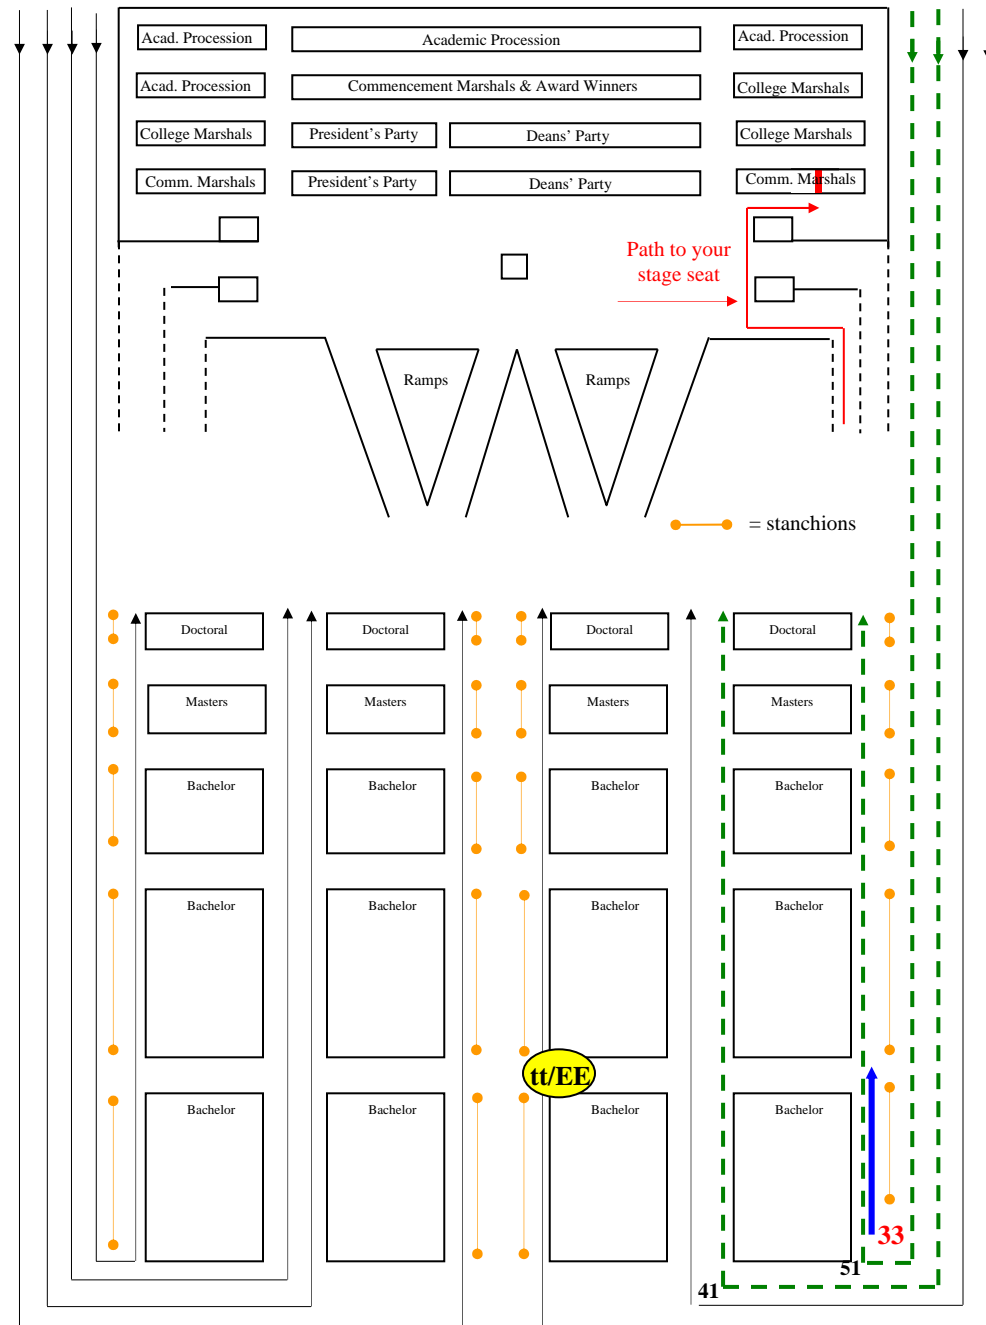 Acad. Procession
Academic Procession
Acad. Procession
Acad. Procession
Commencement Marshals & Award Winners
College Marshals
College Marshals
President's Party
Deans' Party
College Marshals
Comm. Marshals
President's Party
Deans' Party
Comm. Marshals
Path to your
stage seat
Ramps
Ramps
= stanchions
Doctoral
Doctoral
Doctoral
Doctoral
Masters
Masters
Masters
Masters
Bachelor
Bachelor
Bachelor
Bachelor
Bachelor
Bachelor
Bachelor
Bachelor
tt/EE
Bachelor
Bachelor
Bachelor
Bachelor
33
51
41